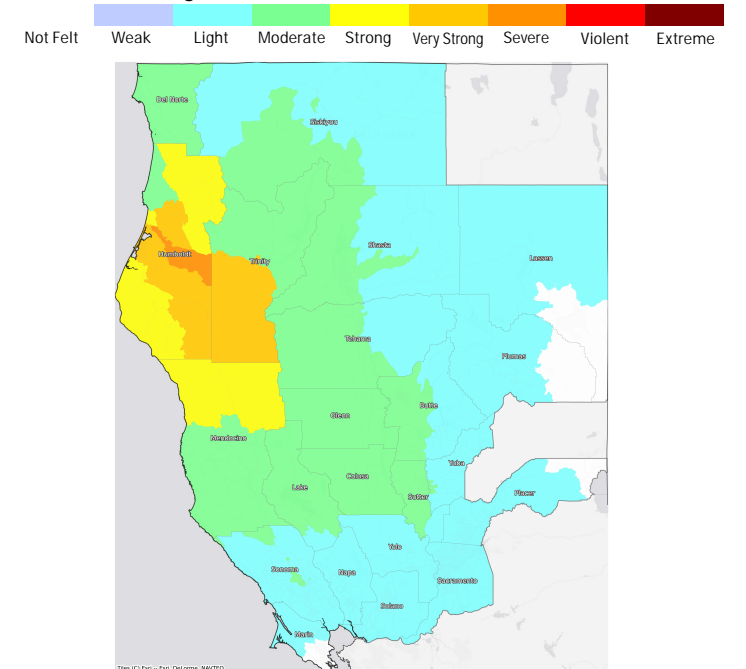 Not Felt Weak Light Moderate Strong Very Strong Severe Violent Extreme
Del Norte
Siskiyou
Shasta
Humboldt
Trinity
Lassen
Tehama
Plumas
Butte
Glenn
Mendocino
Yuba
Colusa
Lake
Placer
Sutter
Yolo
Sonoma
Napa
Sacramento
Solano
Marin